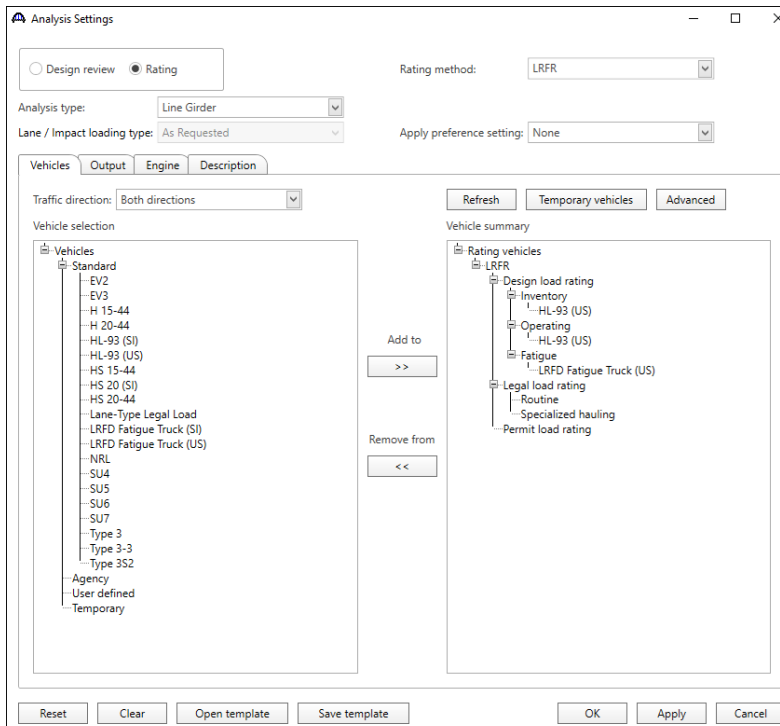 Analysis Settings
Design review
Rating
Rating method:
LRFR
Analysis type:
Line Girder
Lane / Impact loading type:
As Requested
Apply preference setting:
None
Vehicles
Output
Engine
Description
Traffic direction:
Both directions
Refresh
Temporary vehicles
Advanced
Vehicle selection
Vehicles
Standard
EV2
EV3
H 15-44
H 20-44
HL-93 (SI)
HL-93 (US)
HS 15-44
HS 20 (SI)
HS 20-44
Lane-Type Legal Load
LRFD Fatigue Truck (SI)
LRFD Fatigue Truck (US)
NRL
SU4
SU5
SU6
SU7
Type 3
Type 3-3
Type 3S2
Agency
User defined
Temporary
Add to
>>
Remove from
<<
Vehicle summary
Rating vehicles
LRFR
Design load rating
Inventory
HL-93 (US)
Operating
HL-93 (US)
Fatigue
LRFD Fatigue Truck (US)
Legal load rating
Routine
Specialized hauling
Permit load rating
Reset
Clear
Open template
Save template
OK
Apply
Cancel